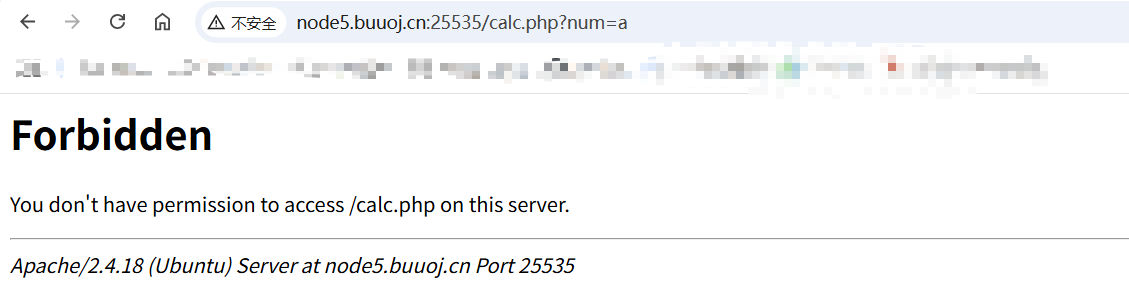 不安全 node5.buuoj.cn:25535/calc.php?num=a
Forbidden
You don't have permission to access /calc.php on this server.
Apache/2.4.18 (Ubuntu) Server at node5.buuoj.cn Port 25535